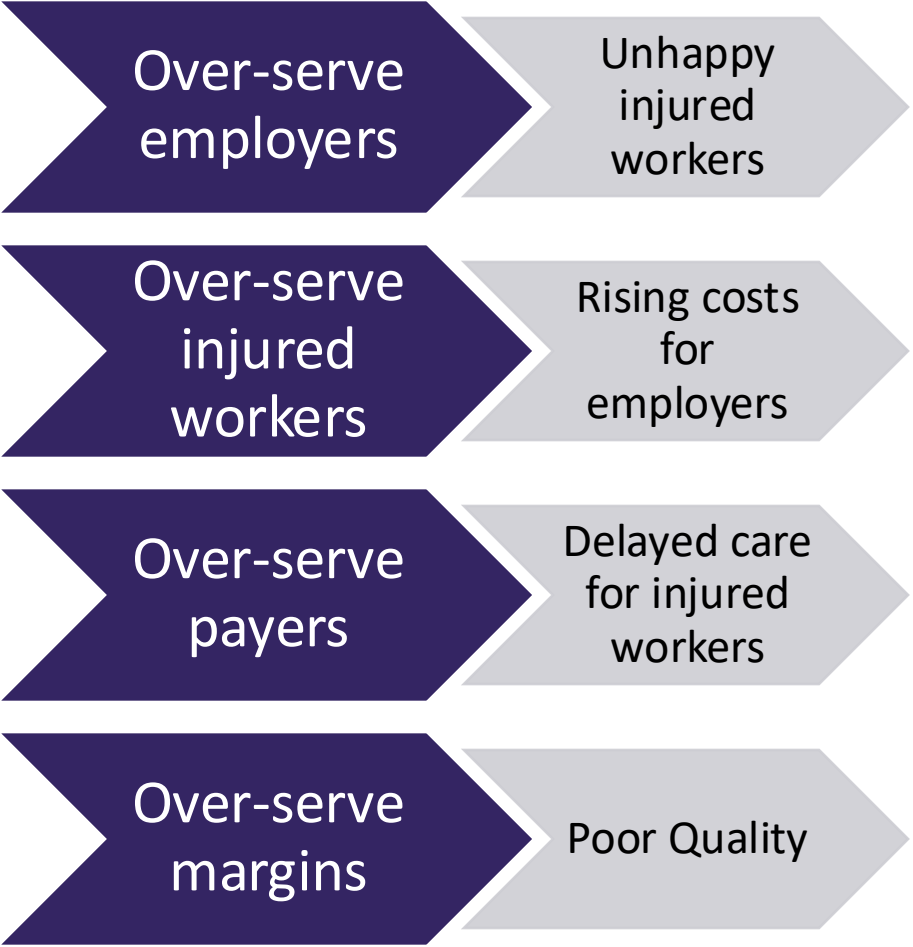 Over-serve
employers
Unhappy
injured
workers
Over-serve
injured
workers
Rising costs
for
employers
Over-serve
payers
Delayed care
for injured
workers
Over-serve
margins
Poor Quality